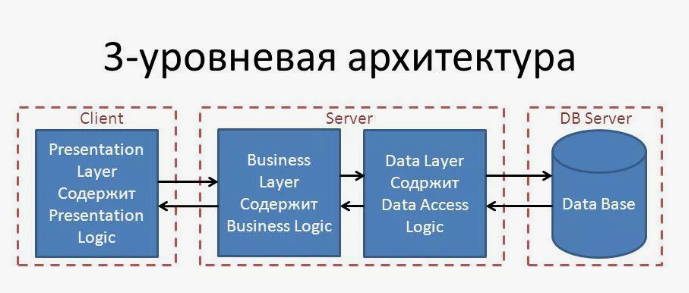 3-уровневая архитектура
Client
Server
DB Server
Presentation
Layer
Содержит
Presentation
Logic
Business
Layer
Содержит
Business Logic
Data Layer
Содржит
Data Access
Logic
Data Base